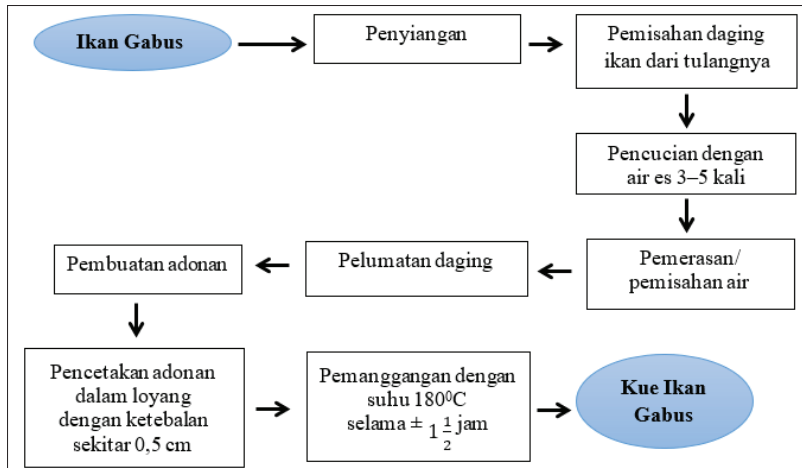 Ikan Gabus
Penyiangan
Pemisahan daging
ikan dari tulangnya
Pencucian dengan
air es 3–5 kali
Pemerasan/
pemisahan air
Pelumatan daging
Pembuatan adonan
Pencetakan adonan
dalam loyang
dengan ketebalan
sekitar 0,5 cm
Pemanggangan dengan
suhu 180⁰C
selama ± 1 1/2 jam
Kue Ikan
Gabus